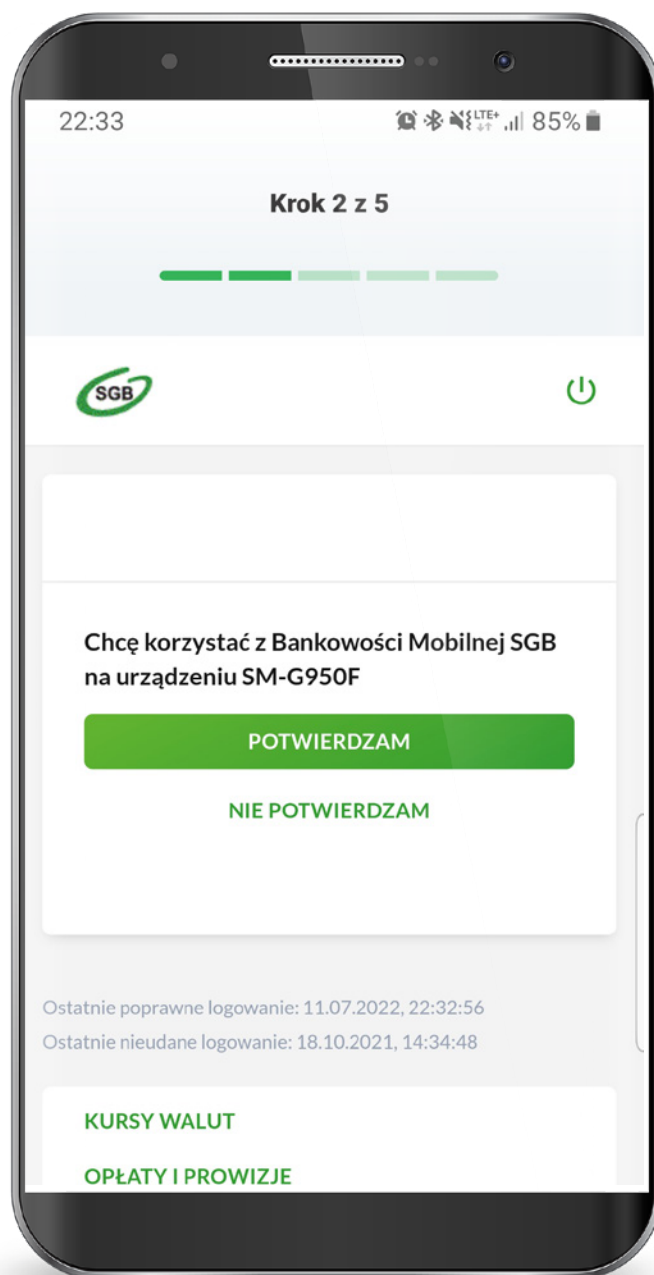 22:33 LTE+ 85%
Krok 2 z 5
SGB
Chcę korzystać z Bankowości Mobilnej SGB
na urządzeniu SM-G950F
POTWIERDZAM
NIE POTWIERDZAM
Ostatnie poprawne logowanie: 11.07.2022, 22:32:56
Ostatnie nieudane logowanie: 18.10.2021, 14:34:48
KURSY WALUT
OPŁATY I PROWIZJE